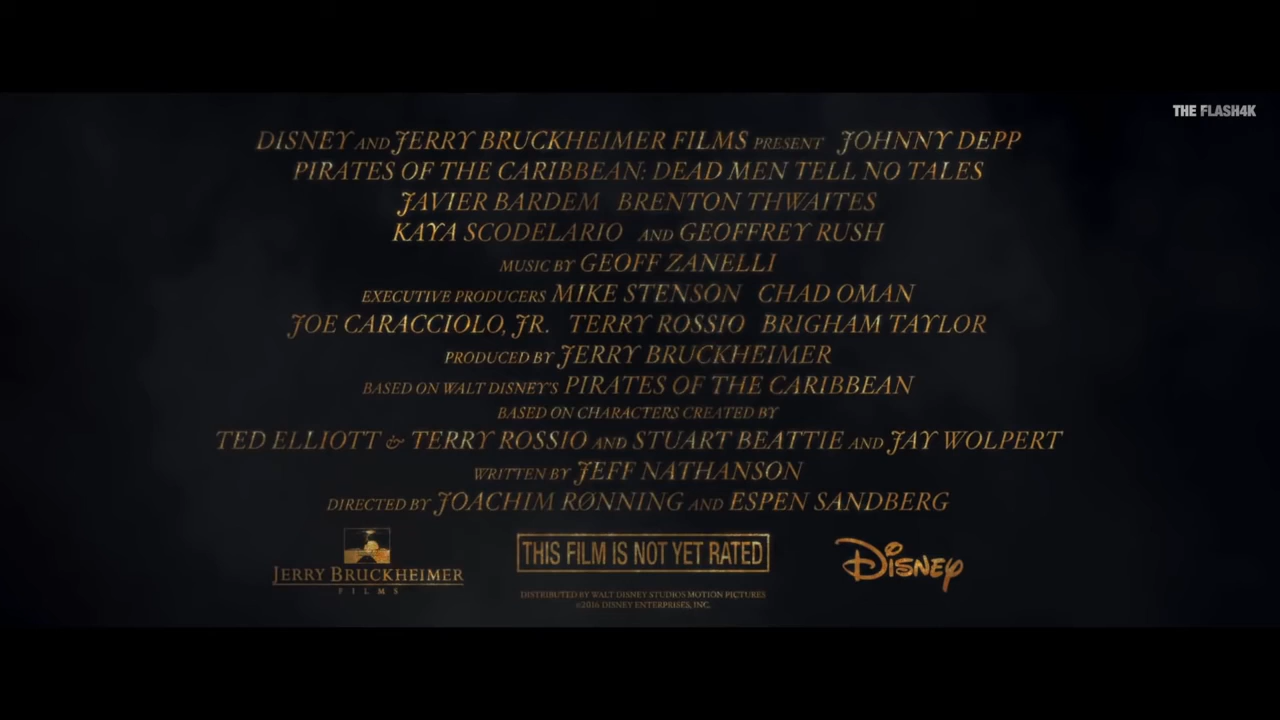 THE FLASH4K
DISNEY AND JERRY BRUCKHEIMER FILMS PRESENT JOHNNY DEPP
PIRATES OF THE CARIBBEAN: DEAD MEN TELL NO TALES
JAVIER BARDEM BRENTON THWAITES
KAYA SCODELARIO AND GEOFFREY RUSH
MUSIC BY GEOFF ZANELLI
EXECUTIVE PRODUCERS MIKE STENSON CHAD OMAN
JOE CARACCIOLO, JR. TERRY ROSSIO BRIGHAM TAYLOR
PRODUCED BY JERRY BRUCKHEIMER
BASED ON WALT DISNEY'S PIRATES OF THE CARIBBEAN
BASED ON CHARACTERS CREATED BY
TED ELLIOTT & TERRY ROSSIO AND STUART BEATTIE AND JAY WOLPERT
WRITTEN BY JEFF NATHANSON
DIRECTED BY JOACHIM RØNNING AND ESPEN SANDBERG
JERRY BRUCKHEIMER
FILMS
THIS FILM IS NOT YET RATED
DISTRIBUTED BY WALT DISNEY STUDIOS MOTION PICTURES
©2016 DISNEY ENTERPRISES, INC.
DISNEY